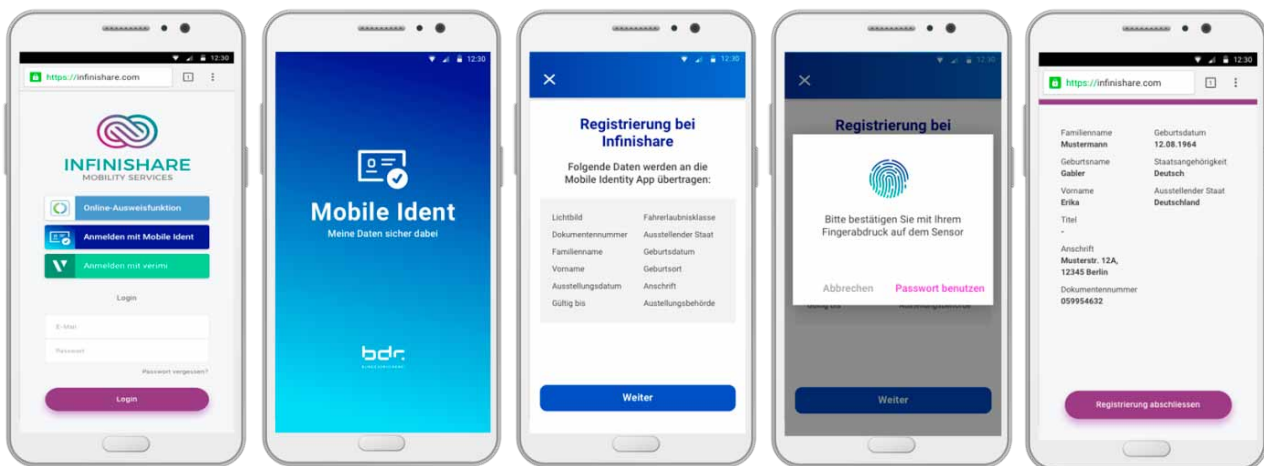 12:30
https://infinishare.com
1
INFINISHARE
MOBILITY SERVICES
Online-Ausweisfunktion
Anmelden mit Mobile Ident
Anmelden mit verimi
Login
E-Mail
Passwort
Passwort vergessen?
Login
12:30
Mobile Ident
Meine Daten sicher dabei
bdr.
12:30
Registrierung bei
Infinishare
Folgende Daten werden an die
Mobile Identity App übertragen:
Lichtbild Fahrerlaubnisklasse
Dokumentennummer Ausstellender Staat
Familienname Geburtsdatum
Vorname Geburtsort
Ausstellungsdatum Anschrift
Gültig bis Austellungsbehörde
Weiter
12:30
Registrierung bei
Bitte bestätigen Sie mit Ihrem
Fingerabdruck auf dem Sensor
Abbrechen Passwort benutzen
Gültig bis
Weiter
12:30
https://infinishare.com
1
Familienname Geburtsdatum
Mustermann 12.08.1964
Geburtsname Staatsangehörigkeit
Gabler Deutsch
Vorname Ausstellender Staat
Erika Deutschland
Titel
-
Anschrift
Musterstr. 12A,
12345 Berlin
Dokumentennummer
059954632
Registrierung abschliessen